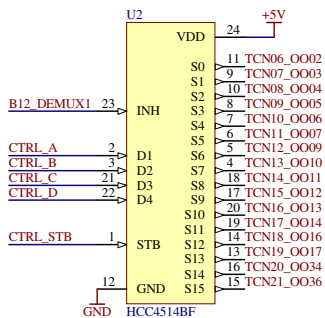 U2
+5V
VDD 24
S0 11 TCN06_OO02
S1 9 TCN07_OO03
S2 10 TCN08_OO04
B12_DEMUX1 23 INH S3 8 TCN09_OO05
S4 7 TCN10_OO06
S5 6 TCN11_OO07
CTRL_A 2 D1 S6 5 TCN12_OO09
CTRL_B 3 D2 S7 4 TCN13_OO10
CTRL_C 21 D3 S8 18 TCN14_OO11
CTRL_D 22 D4 S9 17 TCN15_OO12
S10 20 TCN16_OO13
S11 19 TCN17_OO14
CTRL_STB 1 STB S12 14 TCN18_OO16
S13 13 TCN19_OO17
S14 16 TCN20_OO34
12 GND S15 15 TCN21_OO36
GND HCC4514BF